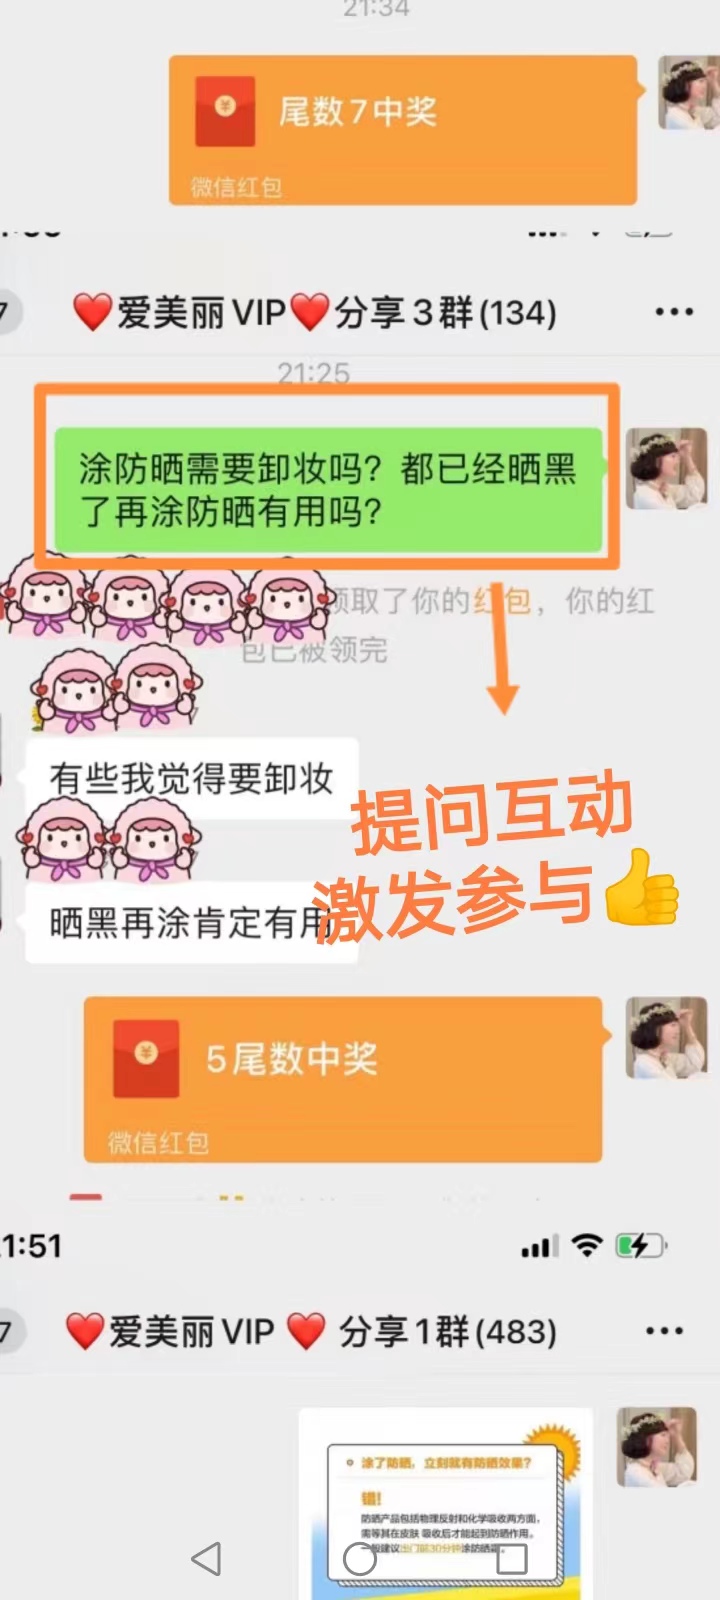 21:34
尾数7中奖
微信红包
7
❤️爱美丽VIP❤️分享3群(134)
21:25
涂防晒需要卸妆吗？都已经晒黑
了再涂防晒有用吗？
领取了你的红包，你的红
包已被领完
有些我觉得要卸妆
提问互动
激发参与👍
晒黑再涂肯定有用
5尾数中奖
微信红包
1:51
7
❤️爱美丽VIP ❤️ 分享1群(483)
涂了防晒，立刻就有防晒效果？
错！
防晒产品包括物理反射和化学吸收两方面，
需等其在皮肤 吸收后才能起到防晒作用。
一般建议出门前30分钟涂防晒霜。